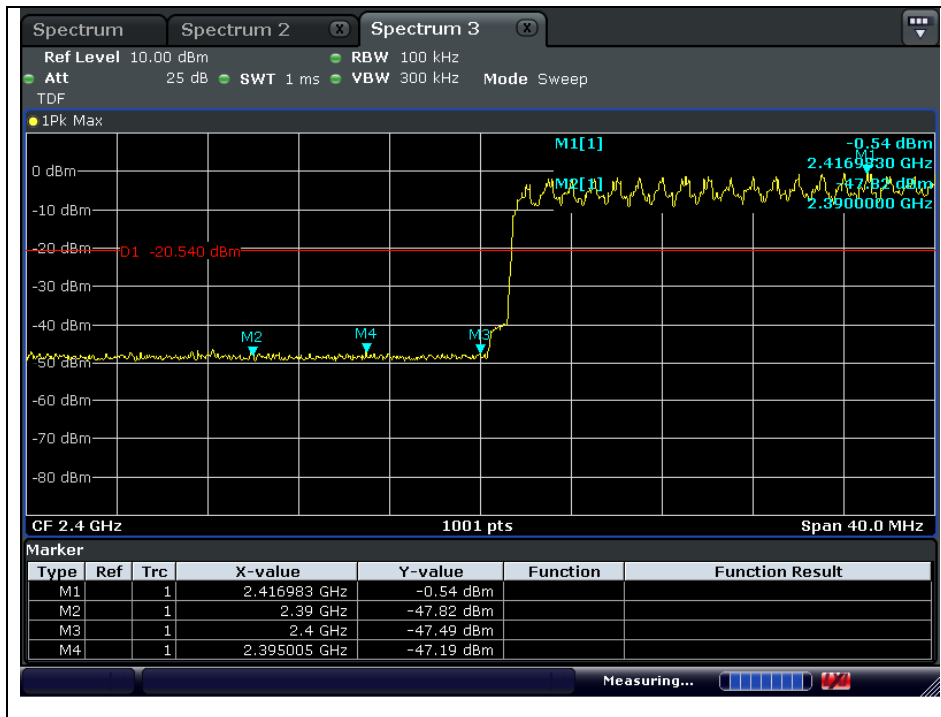 Spectrum Spectrum 2 Spectrum 3
Ref Level 10.00 dBm RBW 100 kHz
Att 25 dB SWT 1 ms VBW 300 kHz Mode Sweep
TDF
1Pk Max
M1[1] -0.54 dBm
M1
2.4169830 GHz
0 dBm
M2[1] -47.82 dBm
2.3900000 GHz
-10 dBm
-20 dBm D1 -20.540 dBm
-30 dBm
-40 dBm
M2 M4 M3
-50 dBm
-60 dBm
-70 dBm
-80 dBm
CF 2.4 GHz 1001 pts Span 40.0 MHz
Marker
Type Ref Trc X-value Y-value Function Function Result
M1 1 2.416983 GHz -0.54 dBm
M2 1 2.39 GHz -47.82 dBm
M3 1 2.4 GHz -47.49 dBm
M4 1 2.395005 GHz -47.19 dBm
Measuring...